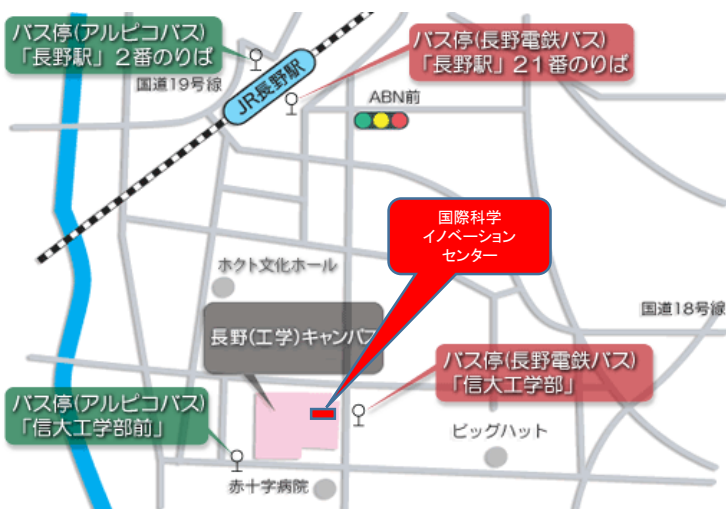 バス停(アルピコバス)
「長野駅」２番のりば
国道19号線
JR長野駅
バス停(長野電鉄バス)
「長野駅」２１番のりば
ABN前
国際科学
イノベーション
センター
ホクト文化ホール
国道18号線
長野(工学)キャンパス
バス停(長野電鉄バス)
「信大工学部」
バス停(アルピコバス)
「信大工学部前」
ビッグハット
赤十字病院